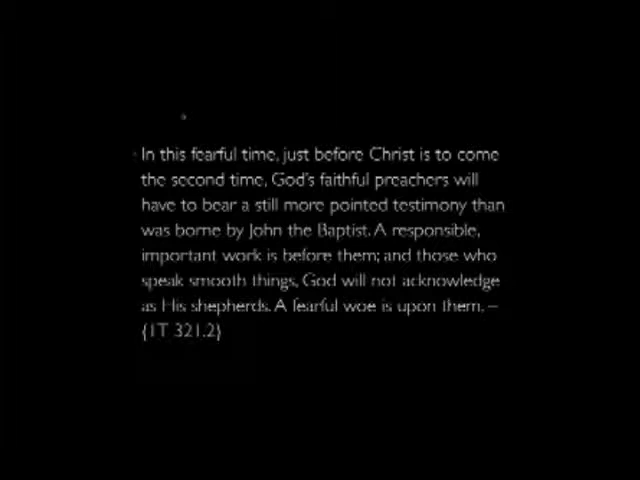 In this fearful time, just before Christ is to come
the second time, God's faithful preachers will
have to bear a still more pointed testimony than
was borne by John the Baptist. A responsible,
important work is before them; and those who
speak smooth things, God will not acknowledge
as His shepherds. A fearful woe is upon them. –
{1T 321.2}